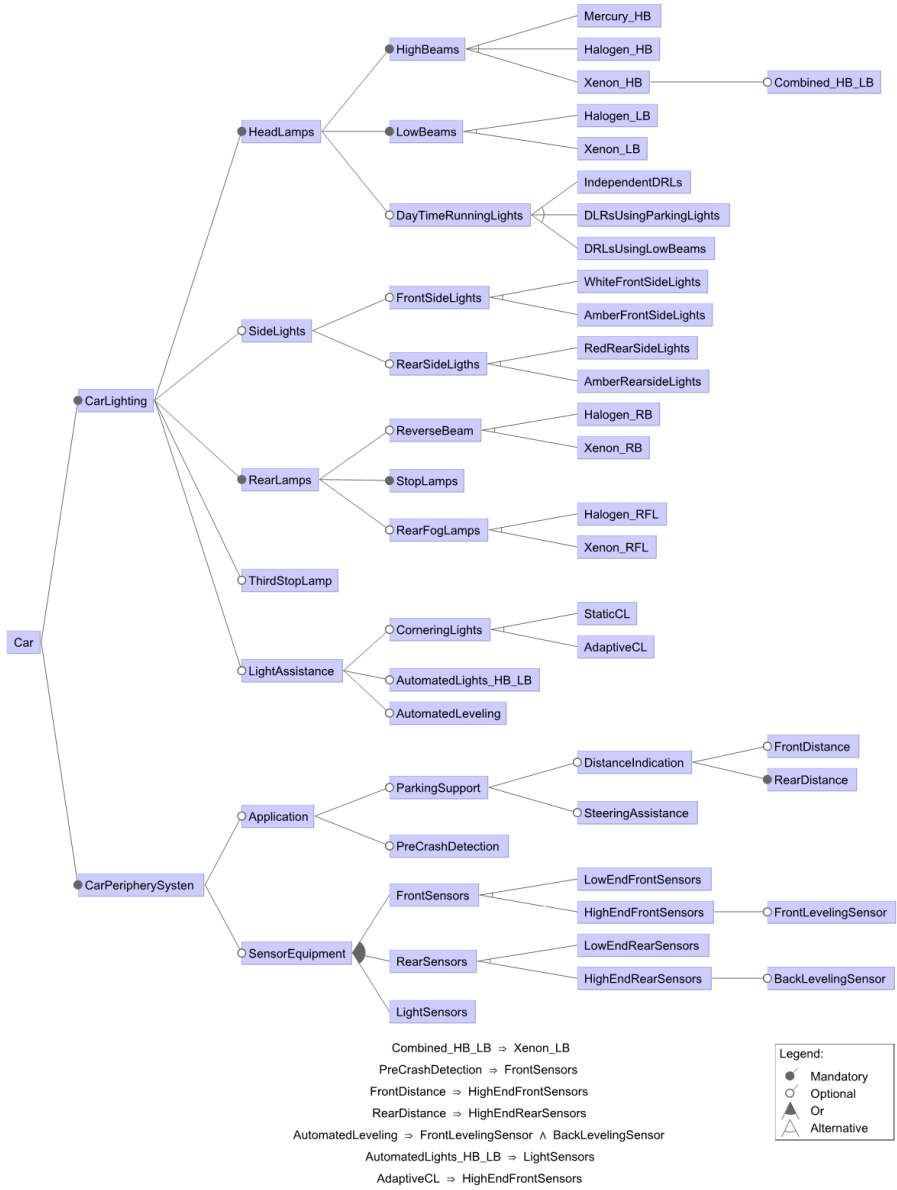 Mercury_HB
HighBeams
Halogen_HB
Xenon_HB
Combined_HB_LB
Halogen_LB
HeadLamps
LowBeams
Xenon_LB
IndependentDRLs
DayTimeRunningLights
DLRsUsingParkingLights
DRLsUsingLowBeams
WhiteFrontSideLights
FrontSideLights
AmberFrontSideLights
SideLights
RedRearSideLights
RearSideLigths
AmberRearsideLights
CarLighting
Halogen_RB
ReverseBeam
Xenon_RB
RearLamps
StopLamps
Halogen_RFL
RearFogLamps
Xenon_RFL
ThirdStopLamp
StaticCL
CorneringLights
Car
AdaptiveCL
LightAssistance
AutomatedLights_HB_LB
AutomatedLeveling
FrontDistance
DistanceIndication
RearDistance
ParkingSupport
Application
SteeringAssistance
PreCrashDetection
CarPeripherySysten
LowEndFrontSensors
FrontSensors
HighEndFrontSensors
FrontLevelingSensor
LowEndRearSensors
SensorEquipment
RearSensors
HighEndRearSensors
BackLevelingSensor
LightSensors
Combined_HB_LB ⇒ Xenon_LB
PreCrashDetection ⇒ FrontSensors
FrontDistance ⇒ HighEndFrontSensors
RearDistance ⇒ HighEndRearSensors
AutomatedLeveling ⇒ FrontLevelingSensor ∧ BackLevelingSensor
AutomatedLights_HB_LB ⇒ LightSensors
AdaptiveCL ⇒ HighEndFrontSensors
Legend:
Mandatory
Optional
Or
Alternative